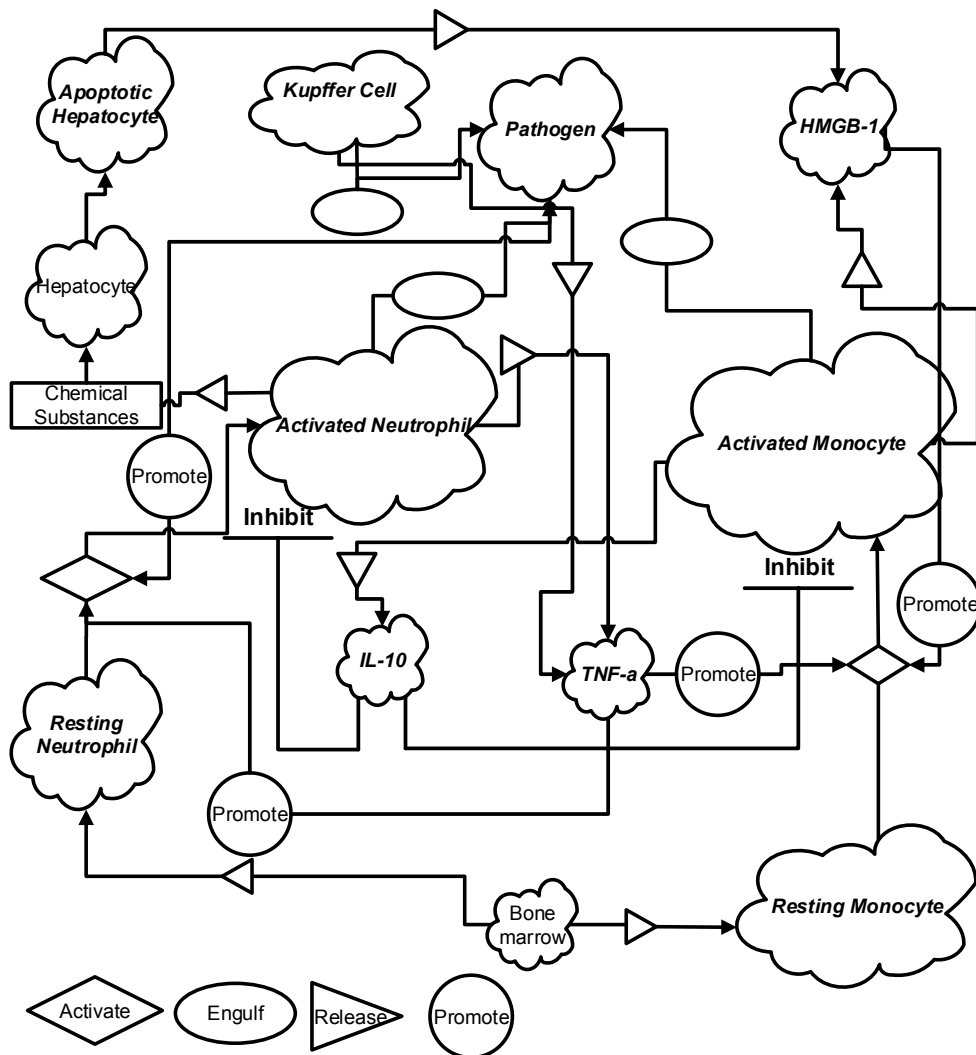 Apoptotic
Hepatocyte
Kupffer Cell
Pathogen
HMGB-1
Hepatocyte
Chemical
Substances
Activated Neutrophil
Activated Monocyte
Promote
Inhibit
Inhibit
Promote
IL-10
TNF-a
Promote
Resting
Neutrophil
Promote
Bone
marrow
Resting Monocyte
Activate
Engulf
Release
Promote